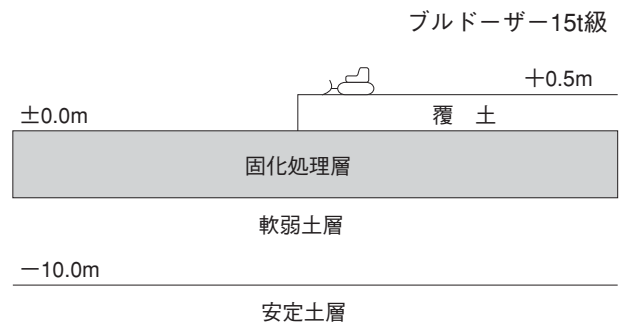 ブルドーザー15t級
+0.5m
±0.0m
覆 土
固化処理層
軟弱土層
-10.0m
安定土層